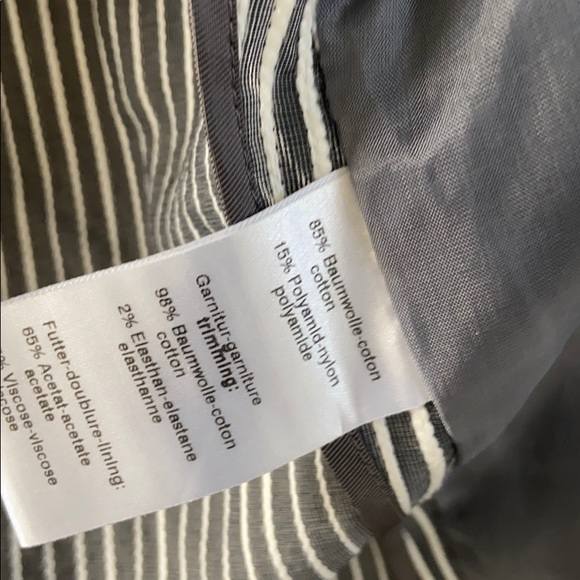 85% Baumwolle-coton
cotton
15% Polyamid-nylon
polyamide
Garnitur-garniture
trimming:
98% Baumwolle-coton
cotton
2% Elasthan-elastane
elasthanne
Futter-doublure-lining:
65% Acetat-acetate
acetate
% Viscose-viscose